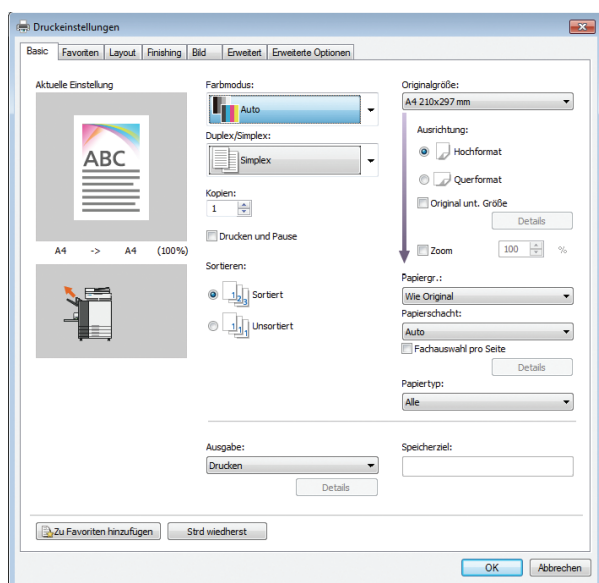 Druckeinstellungen
Basic Favoriten Layout Finishing Bild Erweitert Erweiterte Optionen
Aktuelle Einstellung
ABC
A4 -> A4 (100%)
Farbmodus:
Auto
Duplex/Simplex:
Simplex
Kopien:
1
Drucken und Pause
Sortieren:
Sortiert
Unsortiert
Originalgröße:
A4 210x297 mm
Ausrichtung:
Hochformat
Querformat
Original unt. Größe
Details
Zoom 100 %
Papiergr.:
Wie Original
Papierschacht:
Auto
Fachauswahl pro Seite
Details
Papiertyp:
Alle
Ausgabe:
Drucken
Details
Speicherziel:
Zu Favoriten hinzufügen Strd wiedherst
OK Abbrechen